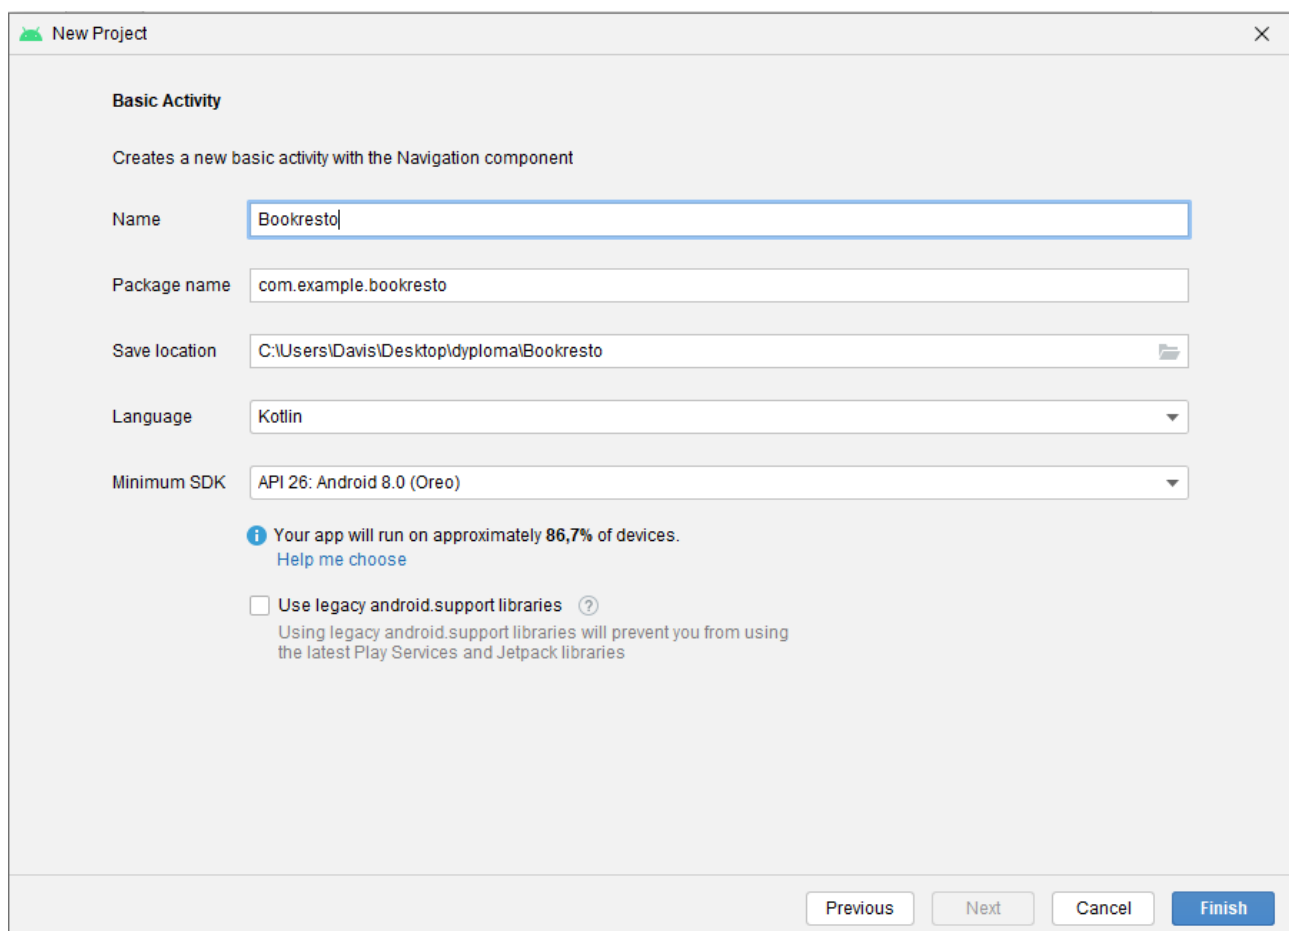 New Project
Basic Activity
Creates a new basic activity with the Navigation component
Name Bookresto
Package name com.example.bookresto
Save location C:\Users\Davis\Desktop\dyploma\Bookresto
Language Kotlin
Minimum SDK API 26: Android 8.0 (Oreo)
i Your app will run on approximately 86,7% of devices.
Help me choose
Use legacy android.support libraries ?
Using legacy android.support libraries will prevent you from using
the latest Play Services and Jetpack libraries
Previous Next Cancel Finish